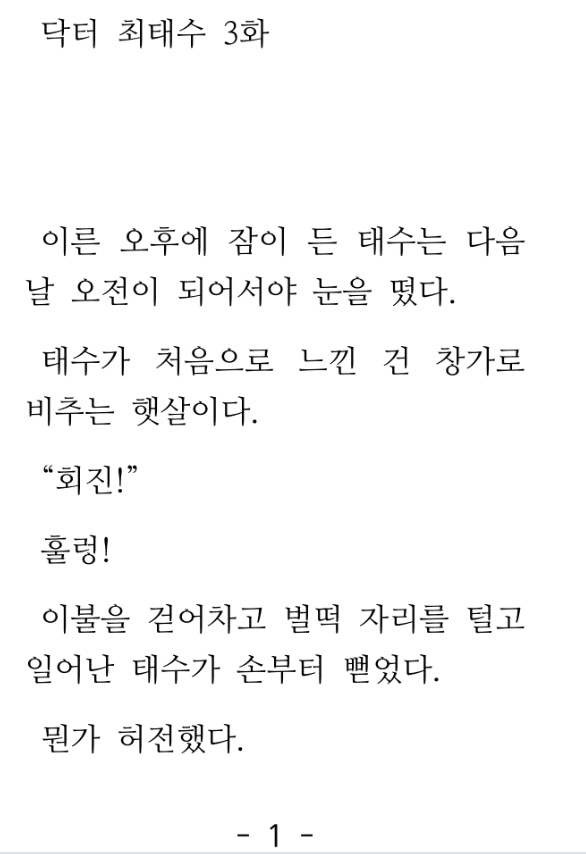 닥터 최태수 3화
이른 오후에 잠이 든 태수는 다음
날 오전이 되어서야 눈을 떴다.
태수가 처음으로 느낀 건 창가로
비추는 햇살이다.
“회진!”
훌렁!
이불을 걷어차고 벌떡 자리를 털고
일어난 태수가 손부터 뻗었다.
뭔가 허전했다.
- 1 -